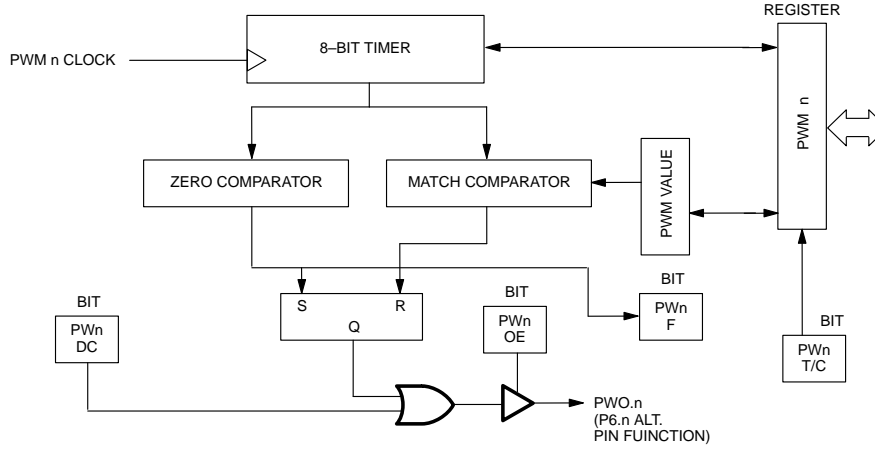 REGISTER
8–BIT TIMER
PWM n CLOCK
PWM n
ZERO COMPARATOR
MATCH COMPARATOR
PWM VALUE
S
R
Q
BIT
PWn
DC
BIT
PWn
OE
BIT
PWn
F
BIT
PWn
T/C
PWO.n
(P6.n ALT.
PIN FUINCTION)